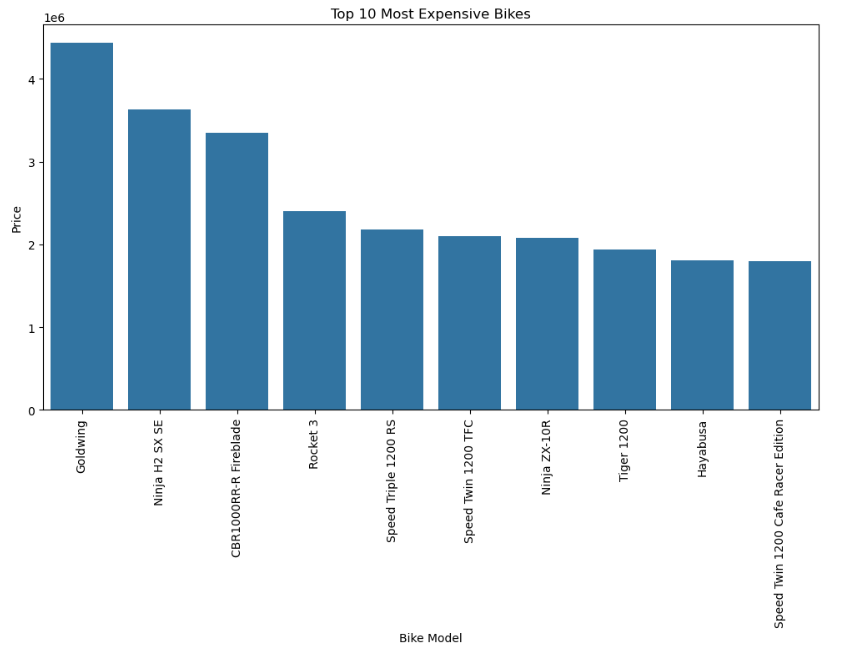 Top 10 Most Expensive Bikes
1e6
4
3
2
1
0
Price
Goldwing
Ninja H2 SX SE
CBR1000RR-R Fireblade
Rocket 3
Speed Triple 1200 RS
Speed Twin 1200 TFC
Ninja ZX-10R
Tiger 1200
Hayabusa
Speed Twin 1200 Cafe Racer Edition
Bike Model